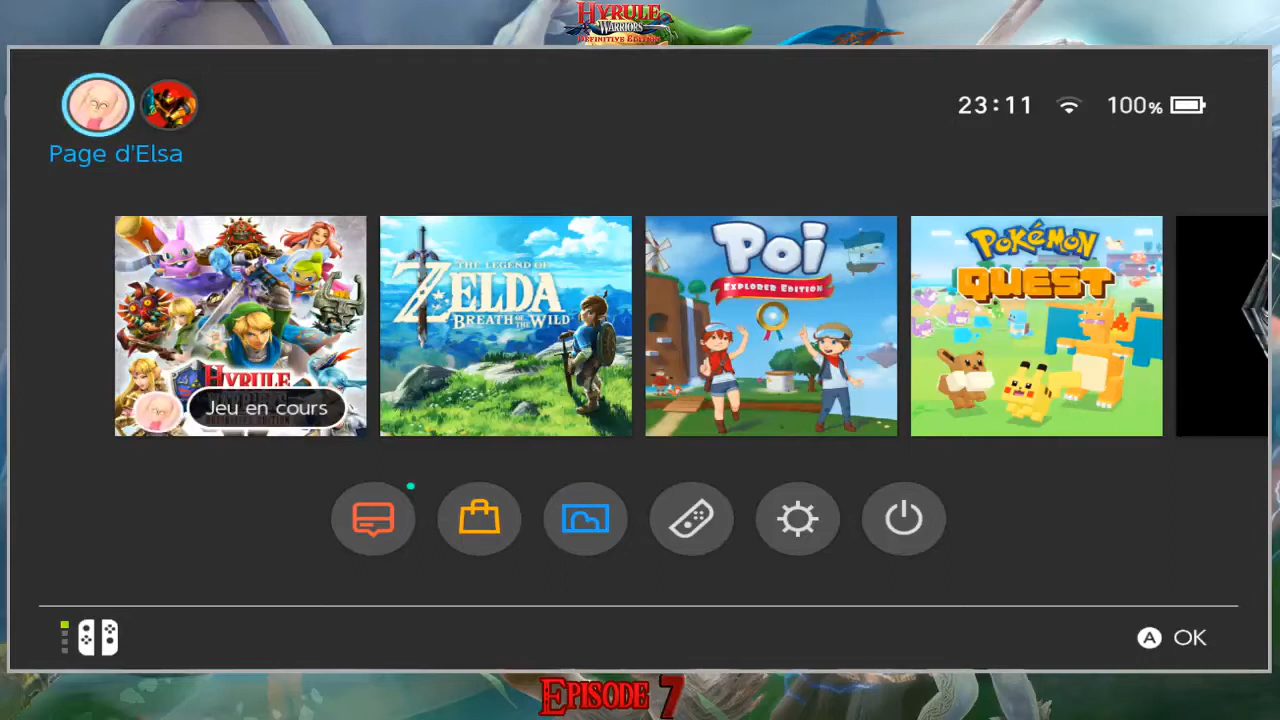 HYRULE
WARRIORS
DEFINITIVE EDITION
23:11
100%
Page d'Elsa
HYRULE
Jeu en cours
THE LEGEND OF
ZELDA
BREATH OF THE WILD
Poi
EXPLORER EDITION
POKÉMON
QUEST
A OK
EPISODE 7